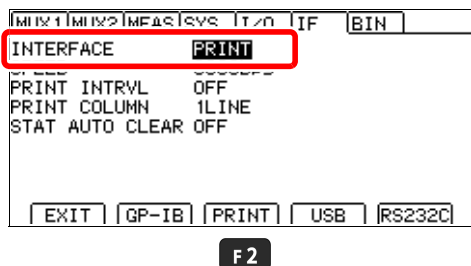 MUX1 MUX2 MEAS SYS I/O IF BIN
INTERFACE PRINT
PRINT INTRVL OFF
PRINT COLUMN 1LINE
STAT AUTO CLEAR OFF
EXIT GP-IB PRINT USB RS232C
F2